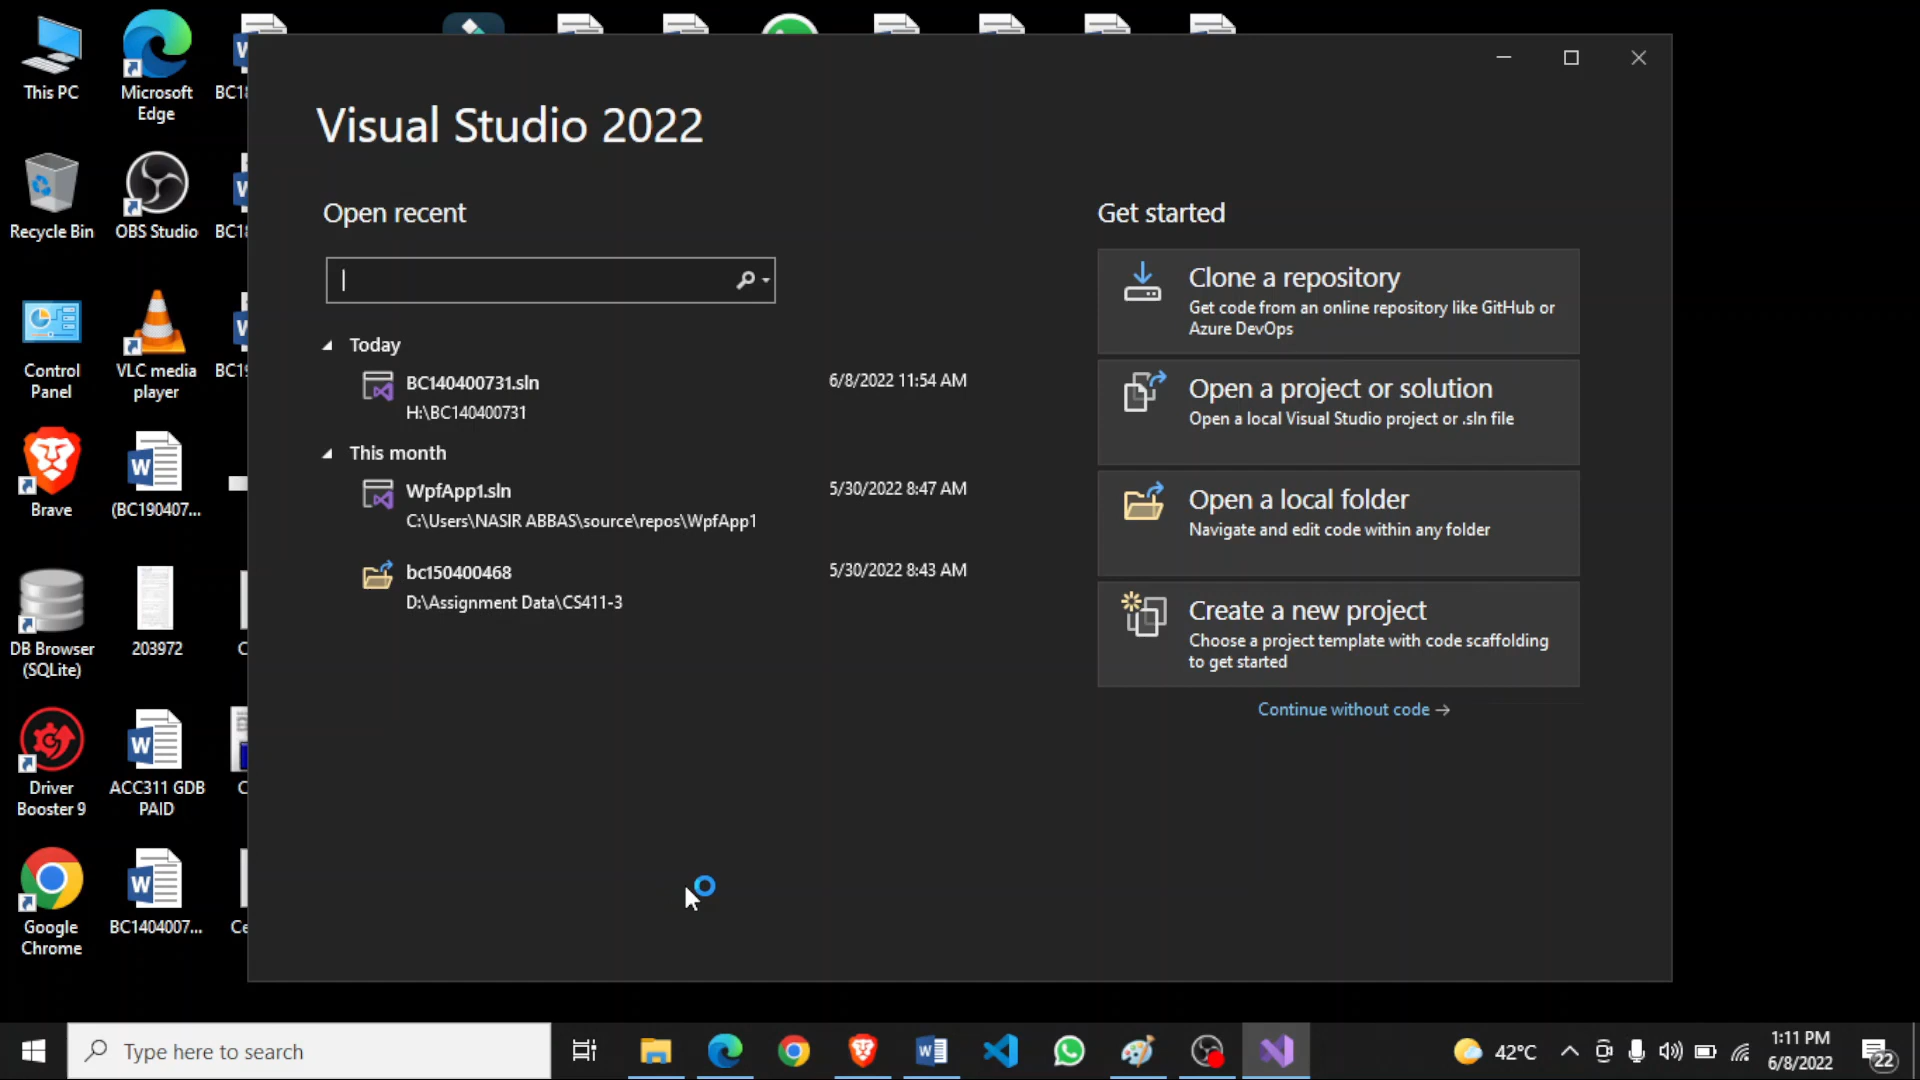 This PC
Microsoft
Edge
Recycle Bin
OBS Studio
Control
Panel
VLC media
player
Brave
(BC190407...
DB Browser
(SQLite)
203972
Driver
Booster 9
ACC311 GDB
PAID
Google
Chrome
BC1404007...
Visual Studio 2022
Open recent
Today
BC140400731.sln
6/8/2022 11:54 AM
H:\BC140400731
This month
WpfApp1.sln
5/30/2022 8:47 AM
C:\Users\NASIR ABBAS\source\repos\WpfApp1
bc150400468
5/30/2022 8:43 AM
D:\Assignment Data\CS411-3
Get started
Clone a repository
Get code from an online repository like GitHub or
Azure DevOps
Open a project or solution
Open a local Visual Studio project or .sln file
Open a local folder
Navigate and edit code within any folder
Create a new project
Choose a project template with code scaffolding
to get started
Continue without code →
Type here to search
42°C
1:11 PM
6/8/2022
22